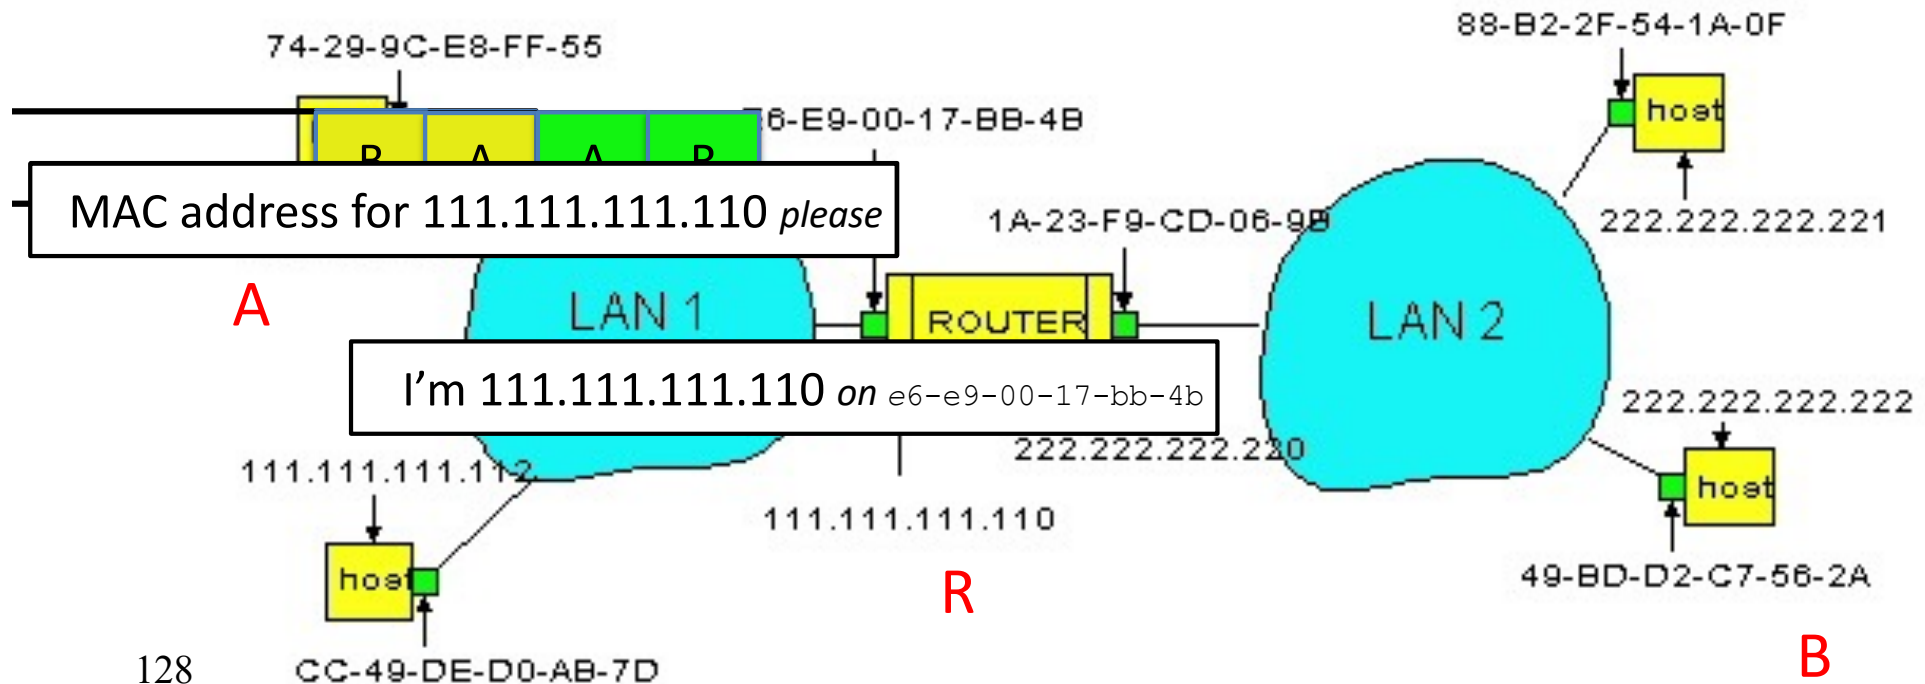 88-B2-2F-54-1A-0F
74-29-9C-E8-FF-55
6-E9-00-17-BB-4B
host
B A A B
MAC address for 111.111.111.110 please
1A-23-F9-CD-06-9B
222.222.222.221
A
LAN 1
ROUTER
LAN 2
I'm 111.111.111.110 on e6-e9-00-17-bb-4b
222.222.222.222
222.222.222.220
111.111.111.112
111.111.111.110
host
host
49-BD-D2-C7-56-2A
R
128
CC-49-DE-D0-AB-7D
B